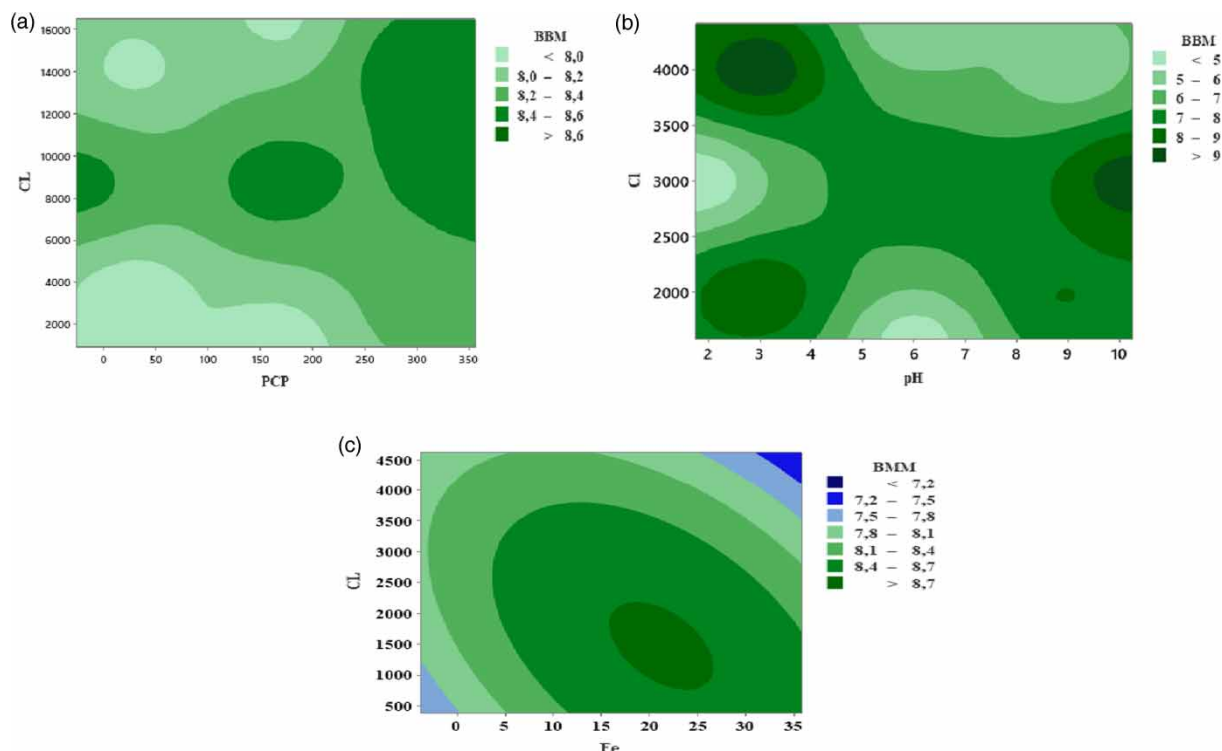 (a)
16000
14000
12000
10000
8000
6000
4000
2000
CL
0 50 100 150 200 250 300 350
PCP
BBM
< 8,0
8,0 – 8,2
8,2 – 8,4
8,4 – 8,6
> 8,6
(b)
4000
3500
3000
2500
2000
Cl
2 3 4 5 6 7 8 9 10
pH
BBM
< 5
5 – 6
6 – 7
7 – 8
8 – 9
> 9
(c)
4500
4000
3500
3000
2500
2000
1500
1000
500
CL
0 5 10 15 20 25 30 35
Fe
BMM
< 7,2
7,2 – 7,5
7,5 – 7,8
7,8 – 8,1
8,1 – 8,4
8,4 – 8,7
> 8,7